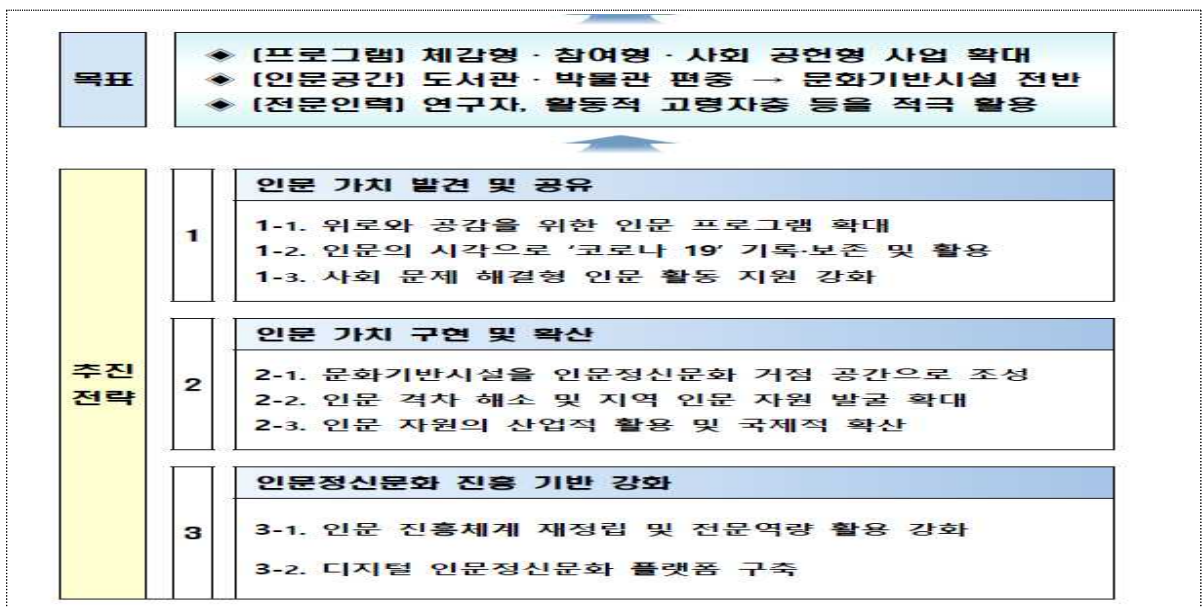 목표
◈ [프로그램] 체감형·참여형·사회 공헌형 사업 확대
◈ [인문공간] 도서관·박물관 편중 → 문화기반시설 전반
◈ [전문인력] 연구자, 활동적 고령자층 등을 적극 활용
추진
전략
1
인문 가치 발견 및 공유
1-1. 위로와 공감을 위한 인문 프로그램 확대
1-2. 인문의 시각으로 ‘코로나 19’ 기록·보존 및 활용
1-3. 사회 문제 해결형 인문 활동 지원 강화
2
인문 가치 구현 및 확산
2-1. 문화기반시설을 인문정신문화 거점 공간으로 조성
2-2. 인문 격차 해소 및 지역 인문 자원 발굴 확대
2-3. 인문 자원의 산업적 활용 및 국제적 확산
3
인문정신문화 진흥 기반 강화
3-1. 인문 진흥체계 재정립 및 전문역량 활용 강화
3-2. 디지털 인문정신문화 플랫폼 구축